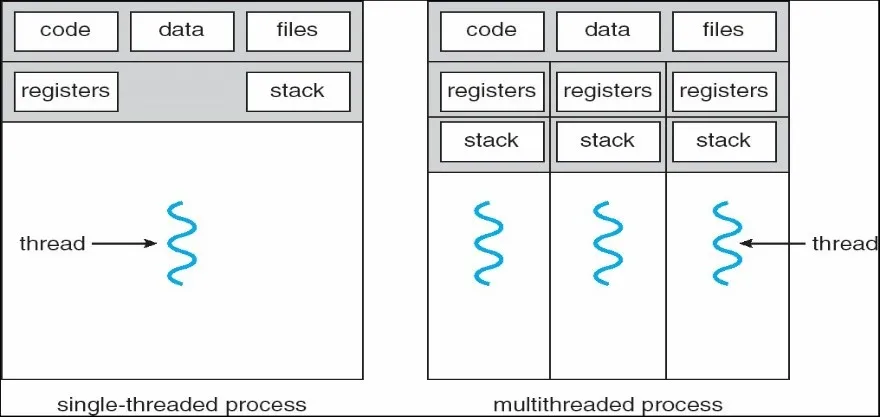 code data files code data files
registers stack registers registers registers
stack stack stack
thread thread
single-threaded process multithreaded process